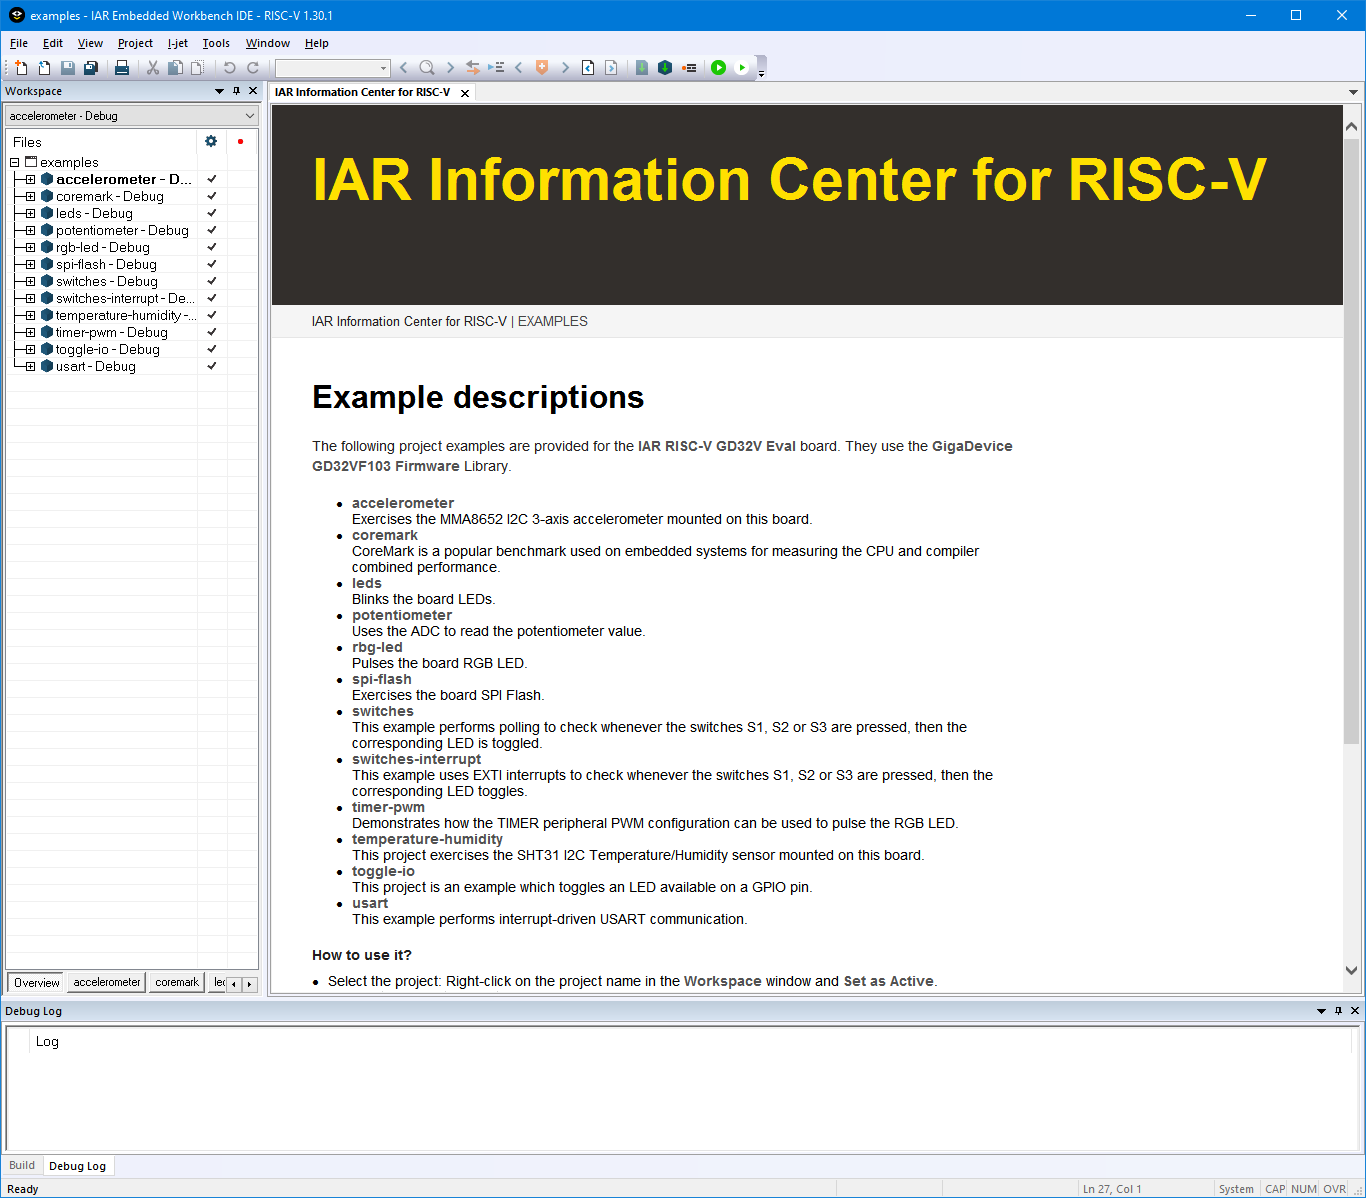 examples - IAR Embedded Workbench IDE - RISC-V 1.30.1
File Edit View Project I-jet Tools Window Help
Workspace
accelerometer - Debug
Files
examples
accelerometer - D...
coremark - Debug
leds - Debug
potentiometer - Debug
rgb-led - Debug
spi-flash - Debug
switches - Debug
switches-interrupt - De...
temperature-humidity -...
timer-pwm - Debug
toggle-io - Debug
usart - Debug
Overview accelerometer coremark lec
IAR Information Center for RISC-V
IAR Information Center for RISC-V
IAR Information Center for RISC-V | EXAMPLES
Example descriptions
The following project examples are provided for the IAR RISC-V GD32V Eval board. They use the GigaDevice
GD32VF103 Firmware Library.
• accelerometer
Exercises the MMA8652 I2C 3-axis accelerometer mounted on this board.
• coremark
CoreMark is a popular benchmark used on embedded systems for measuring the CPU and compiler
combined performance.
• leds
Blinks the board LEDs.
• potentiometer
Uses the ADC to read the potentiometer value.
• rbg-led
Pulses the board RGB LED.
• spi-flash
Exercises the board SPI Flash.
• switches
This example performs polling to check whenever the switches S1, S2 or S3 are pressed, then the
corresponding LED is toggled.
• switches-interrupt
This example uses EXTI interrupts to check whenever the switches S1, S2 or S3 are pressed, then the
corresponding LED toggles.
• timer-pwm
Demonstrates how the TIMER peripheral PWM configuration can be used to pulse the RGB LED.
• temperature-humidity
This project exercises the SHT31 I2C Temperature/Humidity sensor mounted on this board.
• toggle-io
This project is an example which toggles an LED available on a GPIO pin.
• usart
This example performs interrupt-driven USART communication.
How to use it?
• Select the project: Right-click on the project name in the Workspace window and Set as Active.
Debug Log
Log
Build Debug Log
Ready Ln 27, Col 1 System CAP NUM OVR